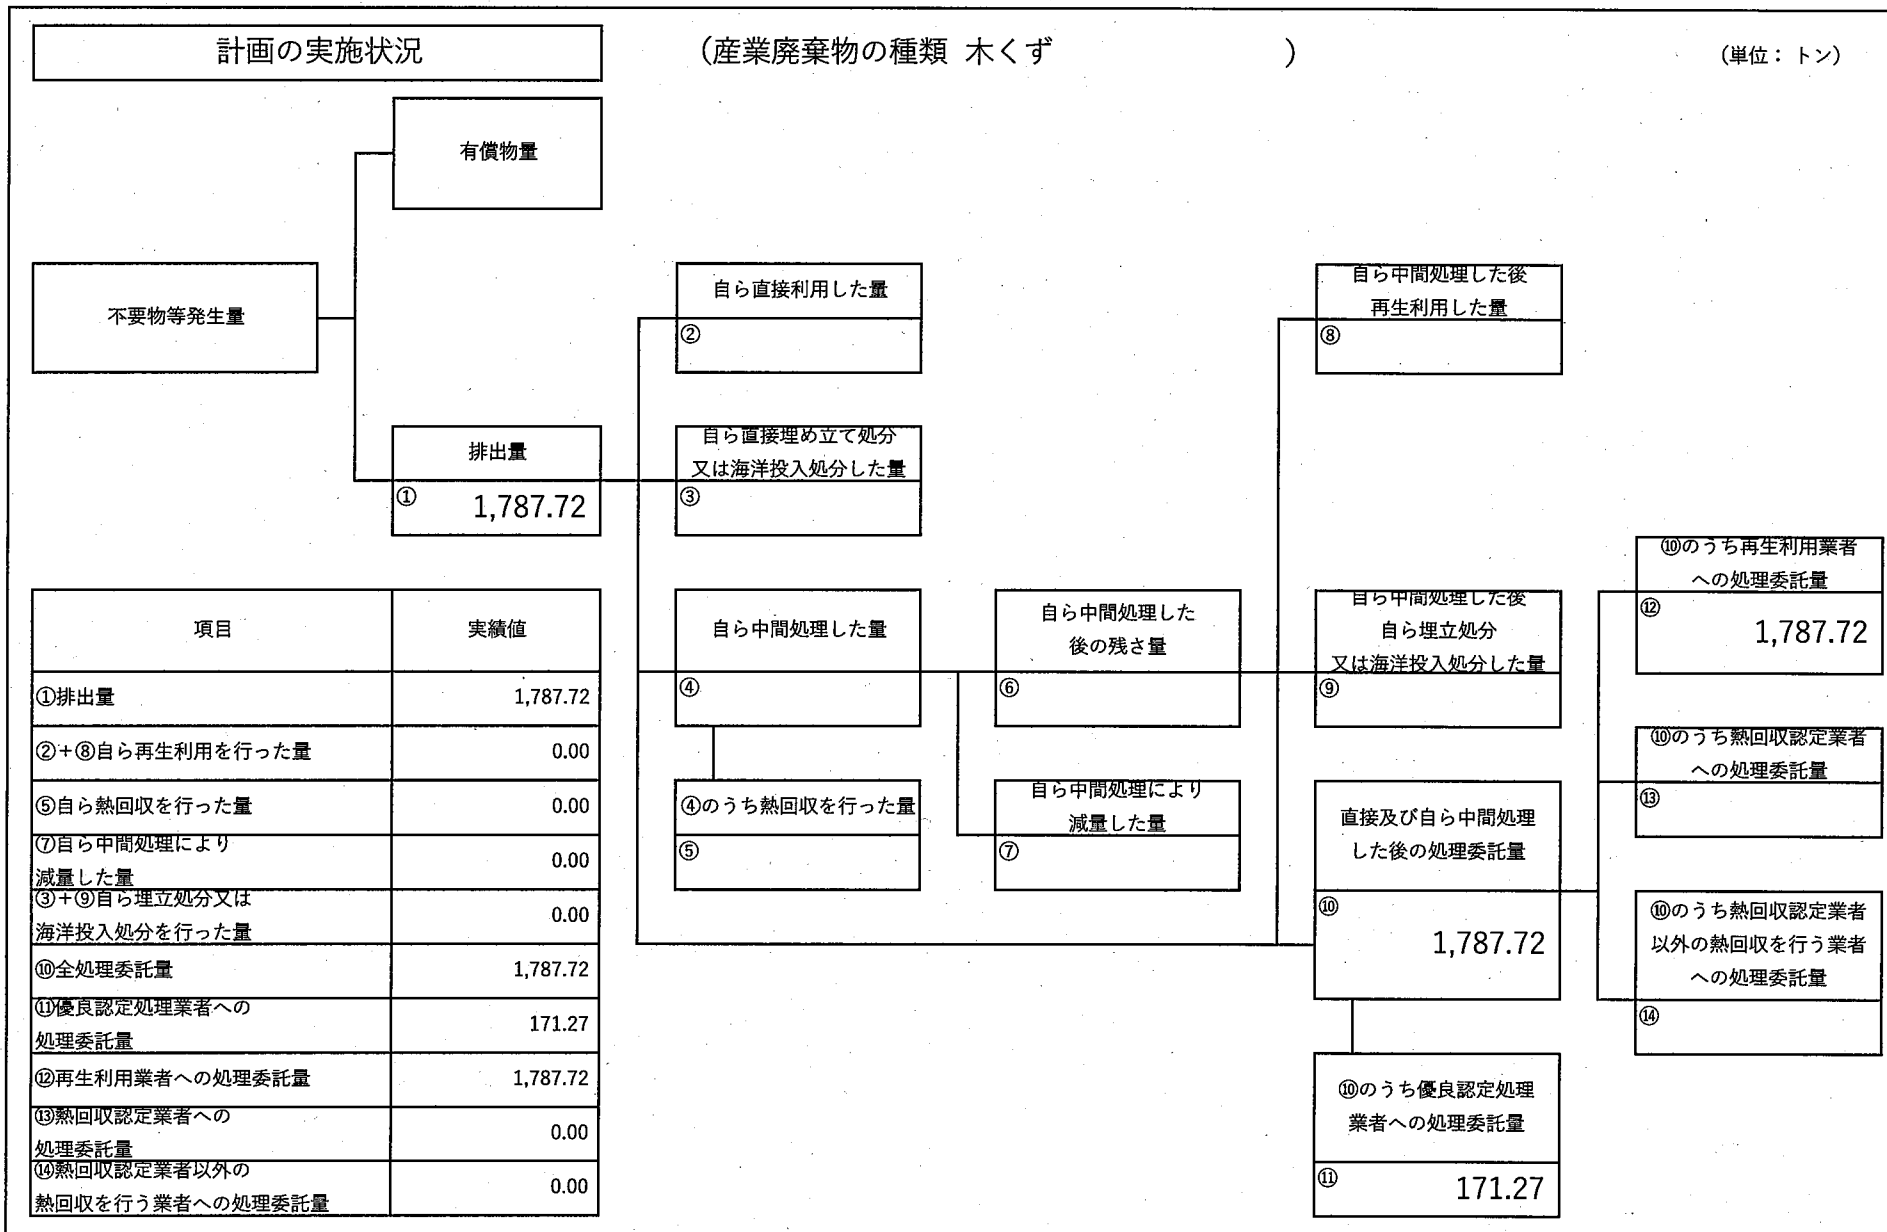 計画の実施状況
(産業廃棄物の種類 木くず )
(単位: トン)
有償物量
不要物等発生量
自ら直接利用した量
②
自ら中間処理した後
再生利用した量
⑧
排出量
① 1,787.72
自ら直接埋め立て処分
又は海洋投入処分した量
③
⑩のうち再生利用業者
への処理委託量
⑫
1,787.72
自ら中間処理した量
④
自ら中間処理した
後の残さ量
⑥
自ら中間処理した後
自ら埋立処分
又は海洋投入処分した量
⑨
⑩のうち熱回収認定業者
への処理委託量
⑬
④のうち熱回収を行った量
⑤
自ら中間処理により
減量した量
⑦
直接及び自ら中間処理
した後の処理委託量
⑩
1,787.72
⑩のうち熱回収認定業者
以外の熱回収を行う業者
への処理委託量
⑭
⑩のうち優良認定処理
業者への処理委託量
⑪ 171.27
項目 実績値
①排出量 1,787.72
②+⑧自ら再生利用を行った量 0.00
⑤自ら熱回収を行った量 0.00
⑦自ら中間処理により
減量した量 0.00
③+⑨自ら埋立処分又は
海洋投入処分を行った量 0.00
⑩全処理委託量 1,787.72
⑪優良認定処理業者への
処理委託量 171.27
⑫再生利用業者への処理委託量 1,787.72
⑬熱回収認定業者への
処理委託量 0.00
⑭熱回収認定業者以外の
熱回収を行う業者への処理委託量 0.00